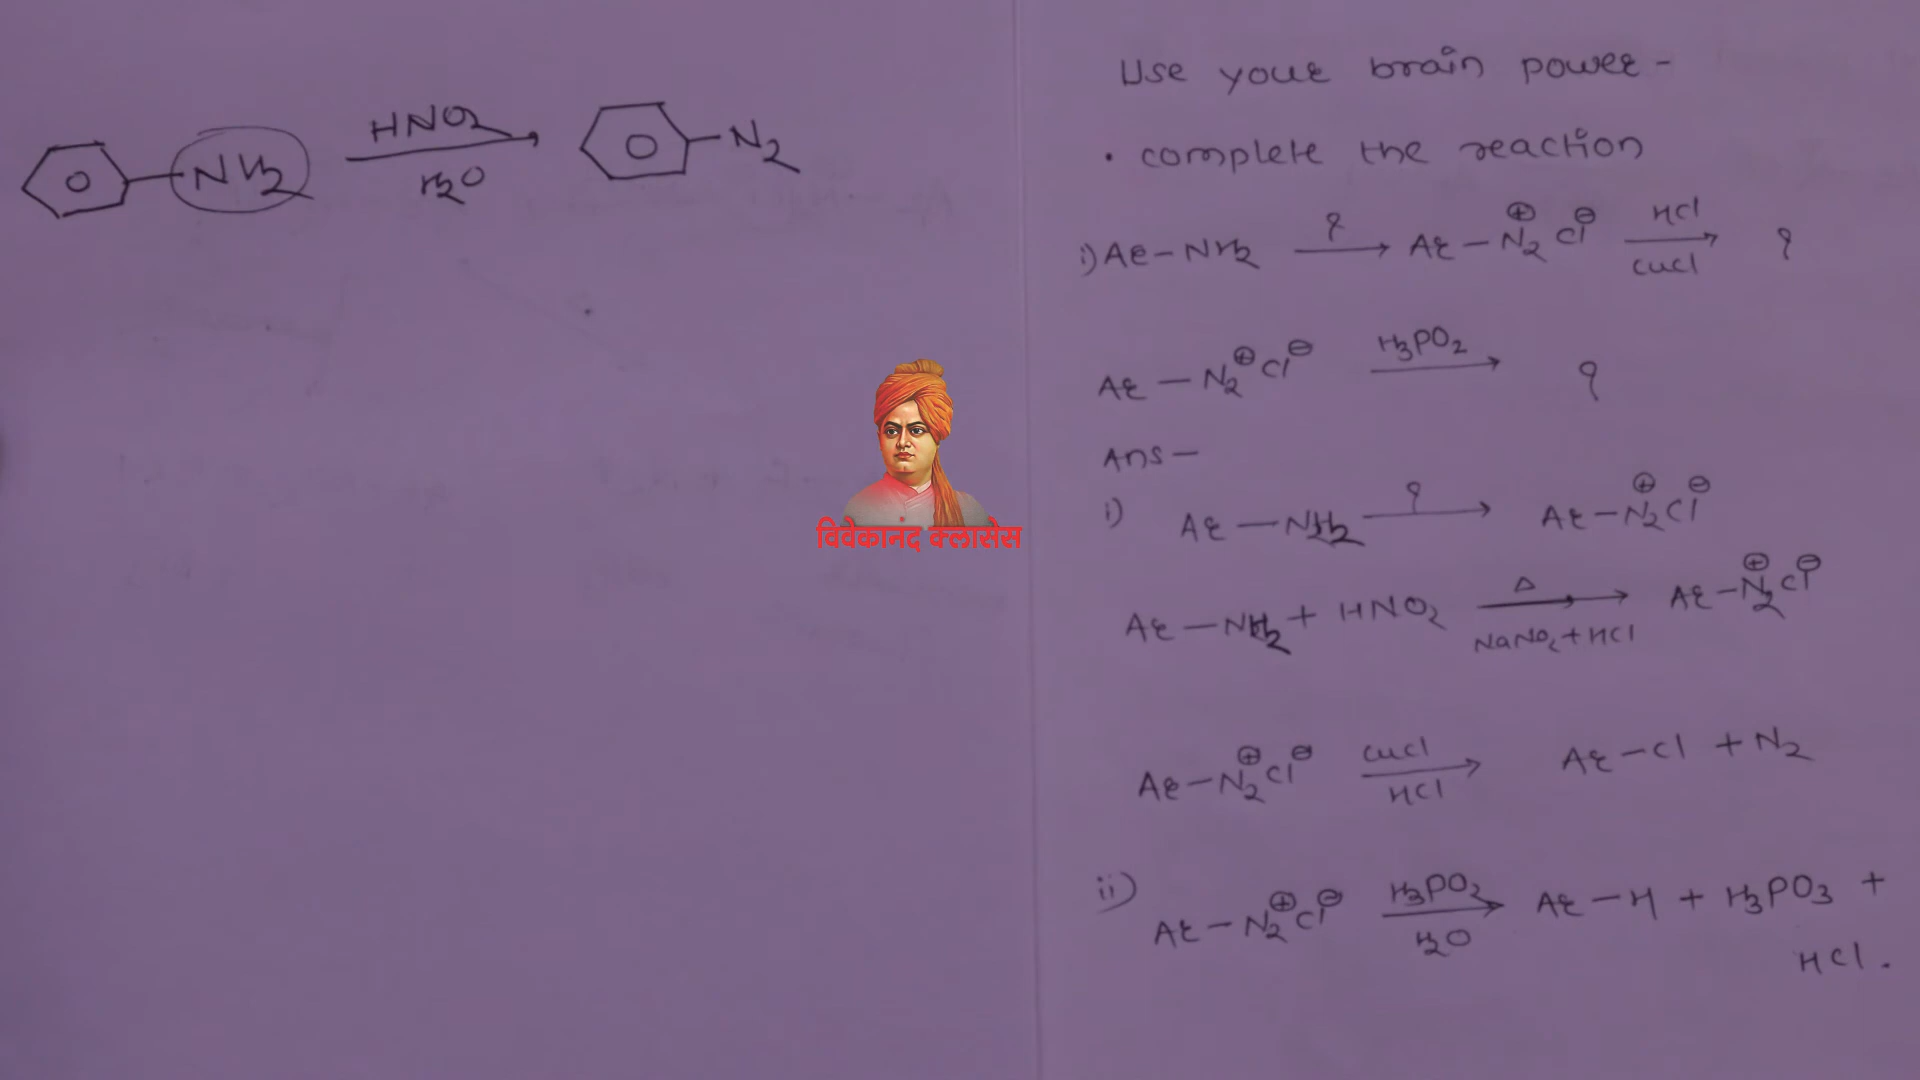 NH2 HNO2 H2O N2
Use your brain power-
• complete the reaction
i) Ar-NH2 ? Ar-N2⊕Cl⊖ HCl CuCl ?
Ar-N2⊕Cl⊖ H3PO2 ?
Ans-
i) Ar-NH2 ? Ar-N2⊕Cl⊖
Ar-NH2 + HNO2 Δ NaNO2+HCl Ar-N2⊕Cl⊖
Ar-N2⊕Cl⊖ CuCl HCl Ar-Cl + N2
ii) Ar-N2⊕Cl⊖ H3PO2 H2O Ar-H + H3PO3 +
HCl.
विवेकानंद क्लासेस